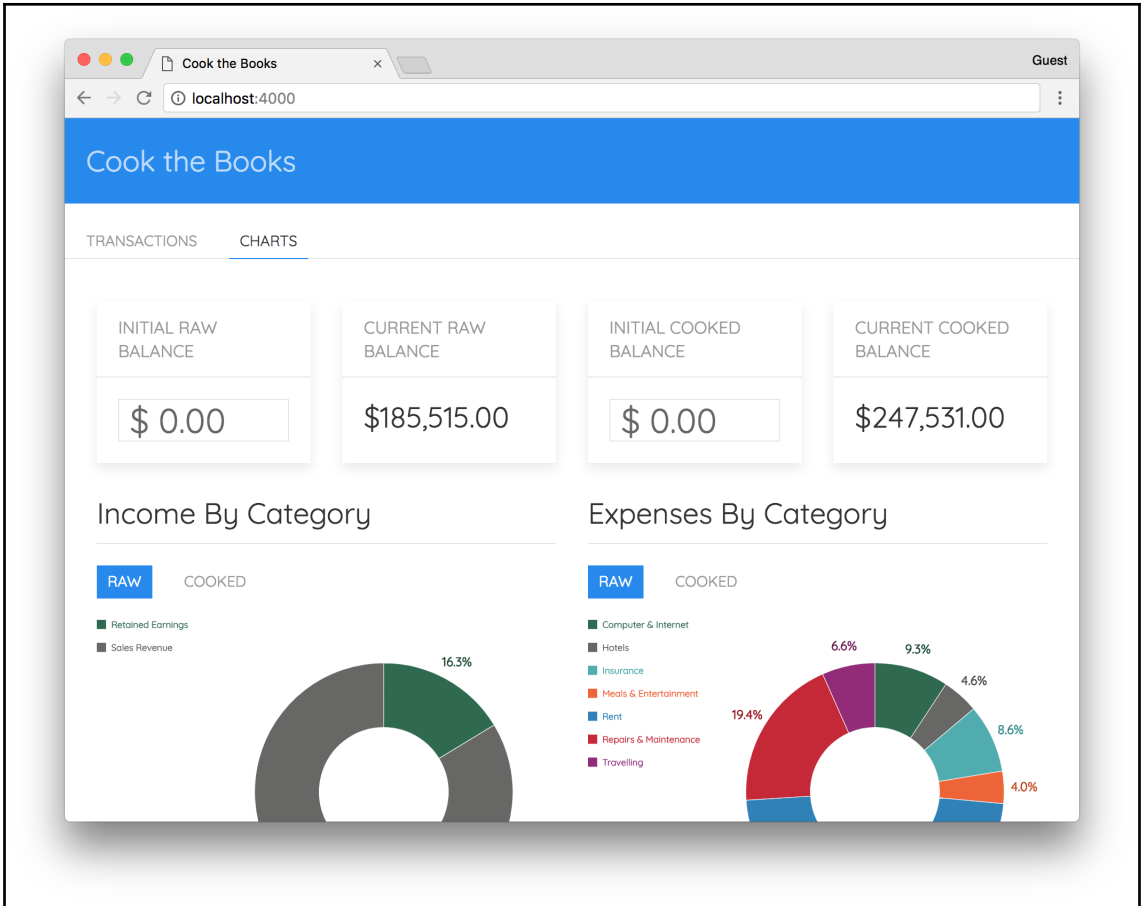 Cook the Books
Guest
localhost:4000
Cook the Books
TRANSACTIONS
CHARTS
INITIAL RAW
BALANCE
$ 0.00
CURRENT RAW
BALANCE
$185,515.00
INITIAL COOKED
BALANCE
$ 0.00
CURRENT COOKED
BALANCE
$247,531.00
Income By Category
RAW
COOKED
Retained Earnings
Sales Revenue
16.3%
Expenses By Category
RAW
COOKED
Computer & Internet
Hotels
Insurance
Meals & Entertainment
Rent
Repairs & Maintenance
Travelling
6.6%
9.3%
4.6%
19.4%
8.6%
4.0%